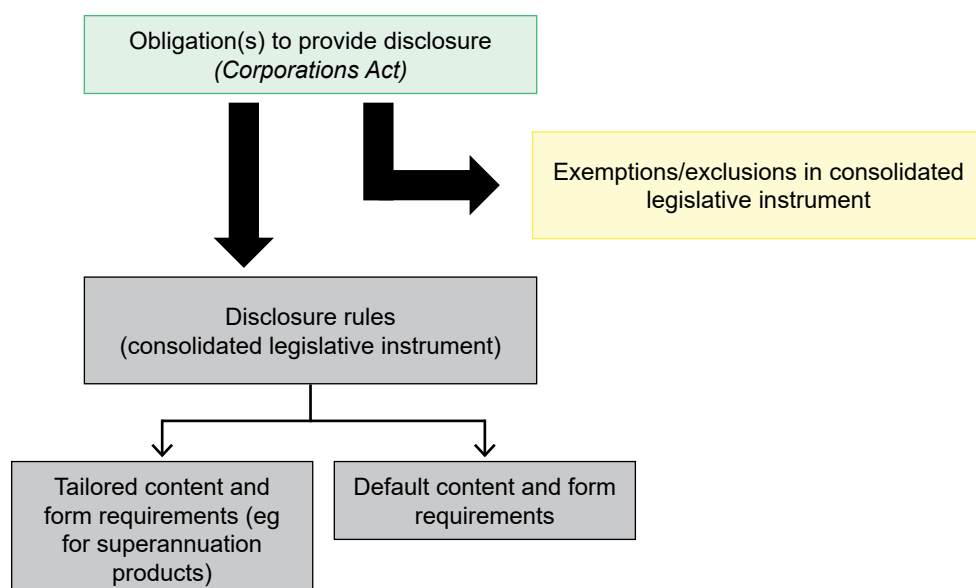 Obligation(s) to provide disclosure
(Corporations Act)
Exemptions/exclusions in consolidated
legislative instrument
Disclosure rules
(consolidated legislative instrument)
Tailored content and
form requirements (eg
for superannuation
products)
Default content and form
requirements